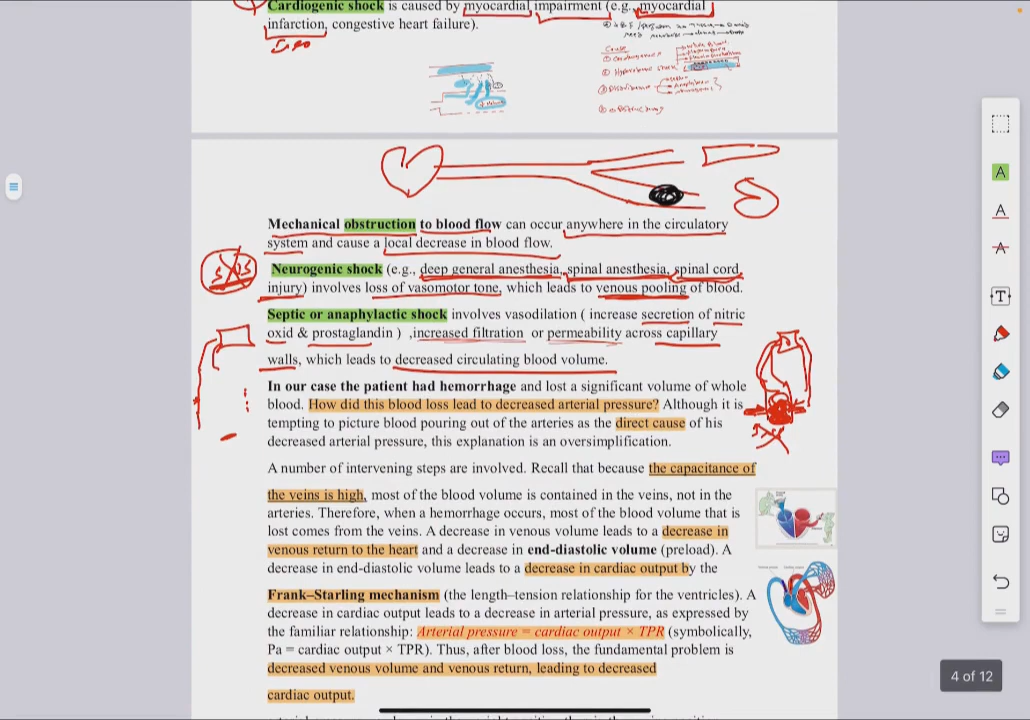 Cardiogenic shock is caused by myocardial impairment (e.g., myocardial
infarction, congestive heart failure).
Cause
Mechanical obstruction to blood flow can occur anywhere in the circulatory
system and cause a local decrease in blood flow.
Neurogenic shock (e.g., deep general anesthesia, spinal anesthesia, spinal cord
injury) involves loss of vasomotor tone, which leads to venous pooling of blood.
Septic or anaphylactic shock involves vasodilation ( increase secretion of nitric
oxid & prostaglandin ) ,increased filtration or permeability across capillary
walls, which leads to decreased circulating blood volume.
In our case the patient had hemorrhage and lost a significant volume of whole
blood. How did this blood loss lead to decreased arterial pressure? Although it is
tempting to picture blood pouring out of the arteries as the direct cause of his
decreased arterial pressure, this explanation is an oversimplification.
A number of intervening steps are involved. Recall that because the capacitance of
the veins is high, most of the blood volume is contained in the veins, not in the
arteries. Therefore, when a hemorrhage occurs, most of the blood volume that is
lost comes from the veins. A decrease in venous volume leads to a decrease in
venous return to the heart and a decrease in end-diastolic volume (preload). A
decrease in end-diastolic volume leads to a decrease in cardiac output by the
Frank–Starling mechanism (the length–tension relationship for the ventricles). A
decrease in cardiac output leads to a decrease in arterial pressure, as expressed by
the familiar relationship: Arterial pressure = cardiac output × TPR (symbolically,
Pa = cardiac output × TPR). Thus, after blood loss, the fundamental problem is
decreased venous volume and venous return, leading to decreased
cardiac output.
4 of 12